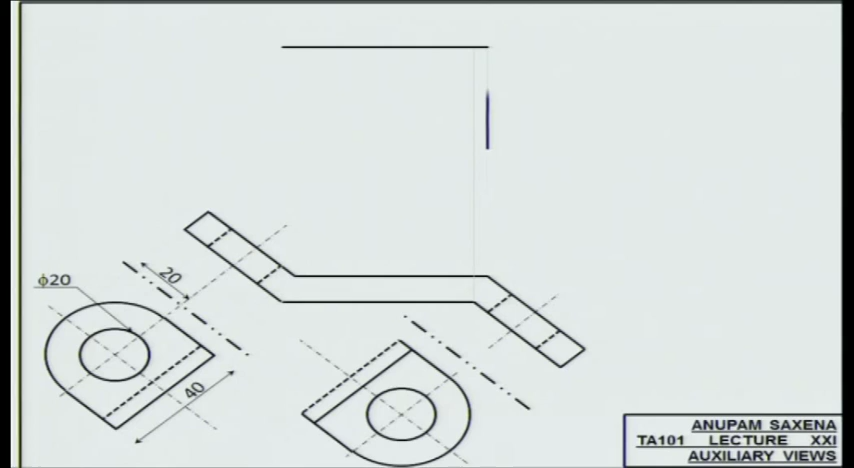 20
ϕ20
40
ANUPAM SAXENA
TA101 LECTURE XXI
AUXILIARY VIEWS